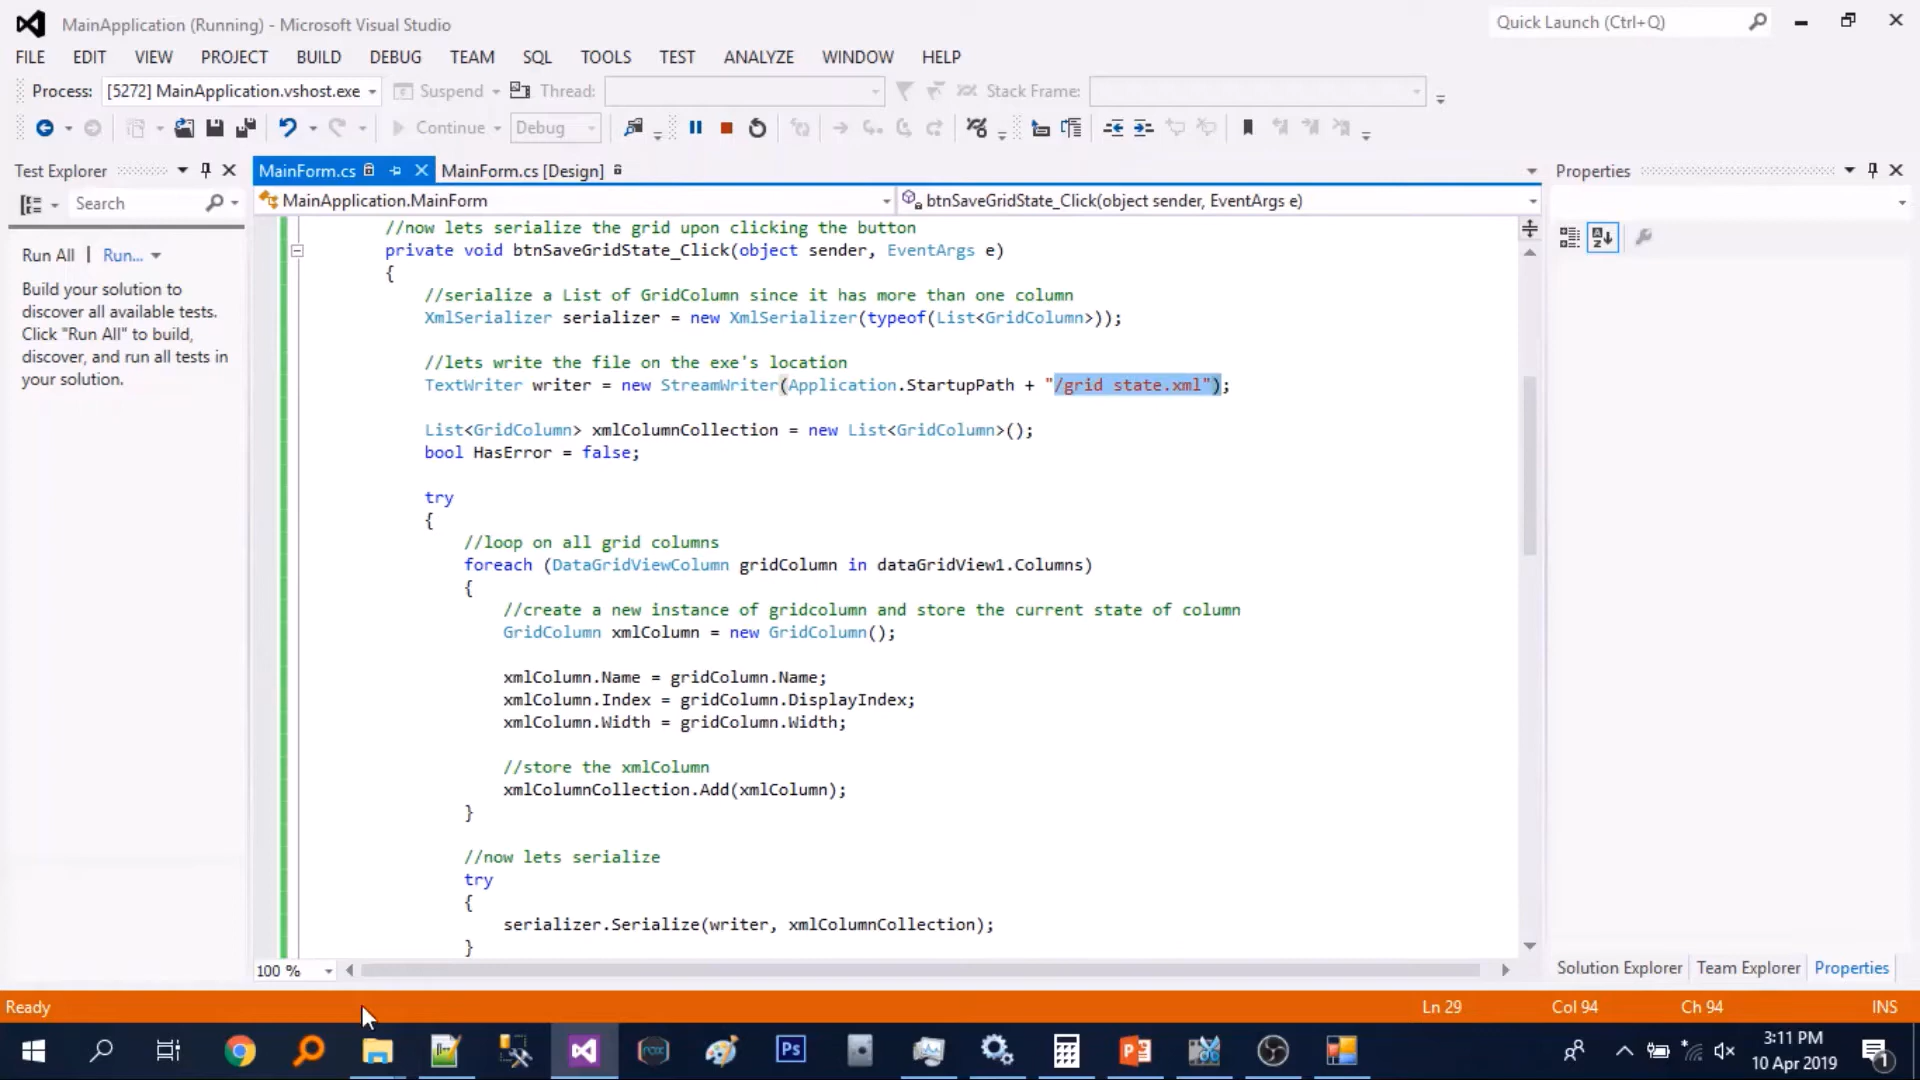 MainApplication (Running) - Microsoft Visual Studio
Quick Launch (Ctrl+Q)
FILE EDIT VIEW PROJECT BUILD DEBUG TEAM SQL TOOLS TEST ANALYZE WINDOW HELP
Process: [5272] MainApplication.vshost.exe Suspend Thread: Stack Frame:
Continue Debug
Test Explorer
MainForm.cs
MainForm.cs [Design]
Properties
Search
MainApplication.MainForm
btnSaveGridState_Click(object sender, EventArgs e)
Run All | Run...
Build your solution to
discover all available tests.
Click "Run All" to build,
discover, and run all tests in
your solution.
//now lets serialize the grid upon clicking the button
private void btnSaveGridState_Click(object sender, EventArgs e)
{
//serialize a List of GridColumn since it has more than one column
XmlSerializer serializer = new XmlSerializer(typeof(List<GridColumn>));
//lets write the file on the exe's location
TextWriter writer = new StreamWriter(Application.StartupPath + "/grid state.xml");
List<GridColumn> xmlColumnCollection = new List<GridColumn>();
bool HasError = false;
try
{
//loop on all grid columns
foreach (DataGridViewColumn gridColumn in dataGridView1.Columns)
{
//create a new instance of gridcolumn and store the current state of column
GridColumn xmlColumn = new GridColumn();
xmlColumn.Name = gridColumn.Name;
xmlColumn.Index = gridColumn.DisplayIndex;
xmlColumn.Width = gridColumn.Width;
//store the xmlColumn
xmlColumnCollection.Add(xmlColumn);
}
//now lets serialize
try
{
serializer.Serialize(writer, xmlColumnCollection);
}
100 %
Solution Explorer Team Explorer Properties
Ready
Ln 29 Col 94 Ch 94 INS
Ps
3:11 PM
10 Apr 2019
1